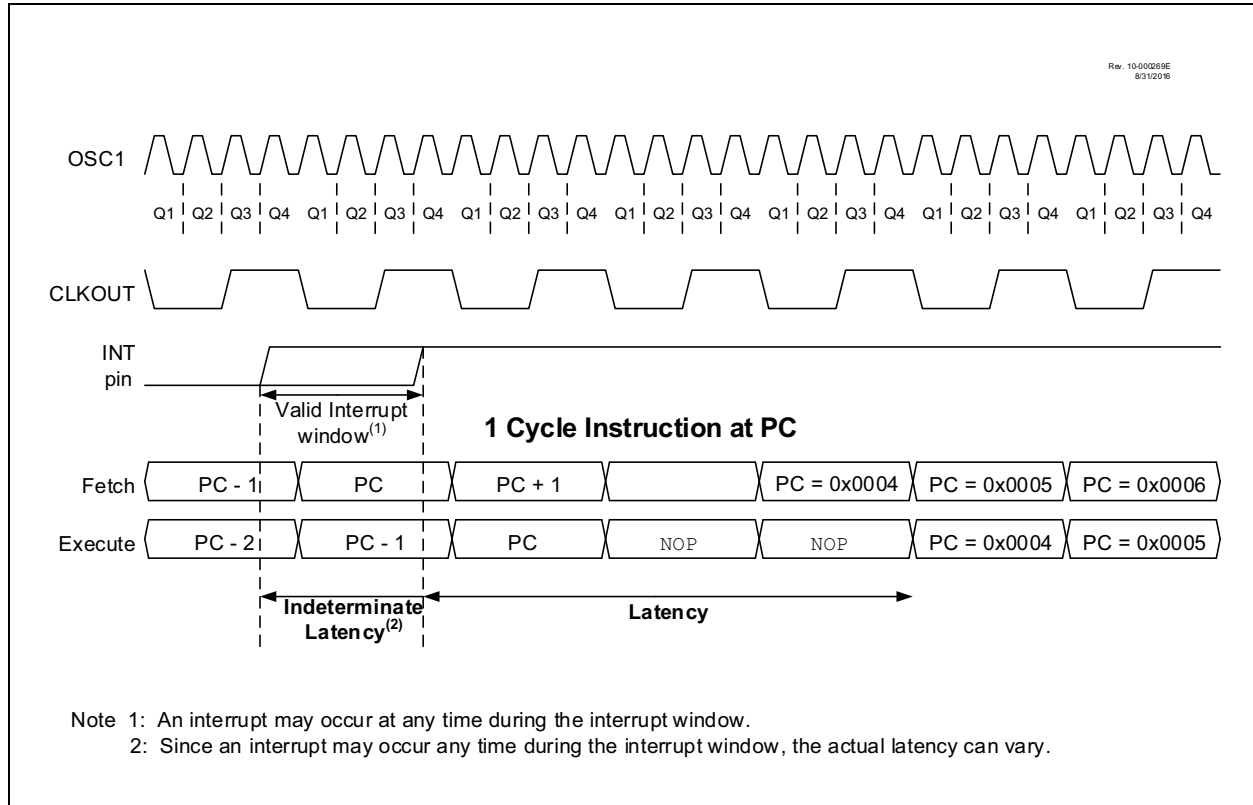 Rev. 10-000269E
8/31/2016
OSC1
Q1 Q2 Q3 Q4 Q1 Q2 Q3 Q4 Q1 Q2 Q3 Q4 Q1 Q2 Q3 Q4 Q1 Q2 Q3 Q4 Q1 Q2 Q3 Q4 Q1 Q2 Q3 Q4
CLKOUT
INT
pin
Valid Interrupt
window(1)
1 Cycle Instruction at PC
Fetch PC - 1 PC PC + 1 PC = 0x0004 PC = 0x0005 PC = 0x0006
Execute PC - 2 PC - 1 PC NOP NOP PC = 0x0004 PC = 0x0005
Indeterminate
Latency(2)
Latency
Note 1: An interrupt may occur at any time during the interrupt window.
2: Since an interrupt may occur any time during the interrupt window, the actual latency can vary.